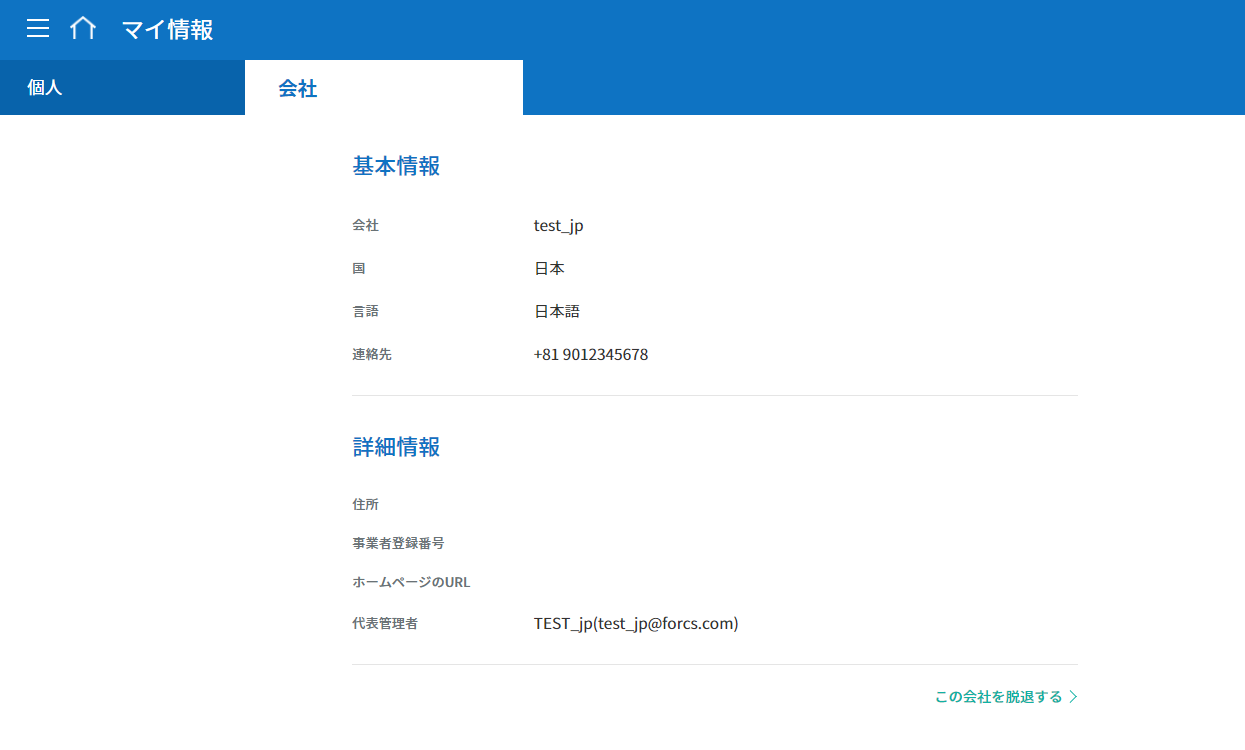 マイ情報
個人
会社
基本情報
会社 test_jp
国 日本
言語 日本語
連絡先 +81 9012345678
詳細情報
住所
事業者登録番号
ホームページのURL
代表管理者 TEST_jp(test_jp@forcs.com)
この会社を脱退する